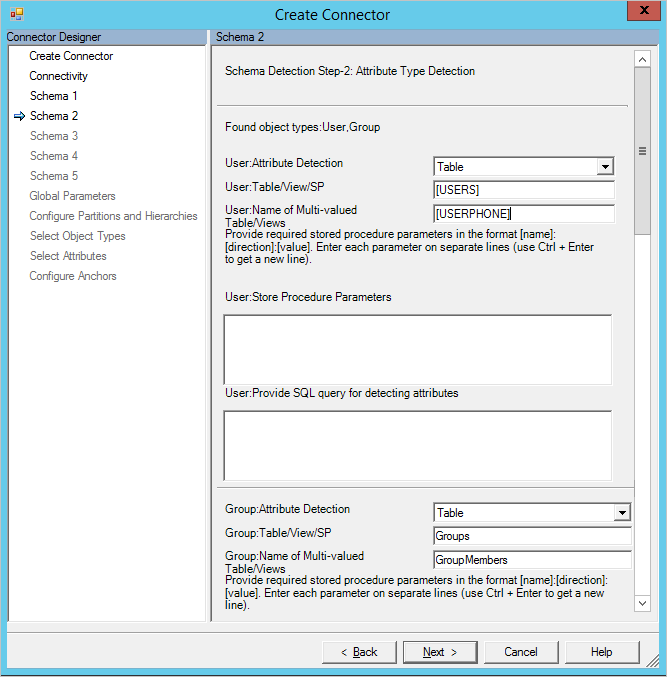 Create Connector
x
Connector Designer
Schema 2
Create Connector
Connectivity
Schema 1
Schema 2
Schema 3
Schema 4
Schema 5
Global Parameters
Configure Partitions and Hierarchies
Select Object Types
Select Attributes
Configure Anchors
Schema Detection Step-2: Attribute Type Detection
Found object types:User,Group
User:Attribute Detection
Table
User:Table/View/SP
[USERS]
User:Name of Multi-valued
Table/Views
[USERPHONE]
Provide required stored procedure parameters in the format [name]:
[direction]:[value]. Enter each parameter on separate lines (use Ctrl + Enter
to get a new line).
User:Store Procedure Parameters
User:Provide SQL query for detecting attributes
Group:Attribute Detection
Table
Group:Table/View/SP
Groups
Group:Name of Multi-valued
Table/Views
GroupMembers
Provide required stored procedure parameters in the format [name]:[direction]:
[value]. Enter each parameter on separate lines (use Ctrl + Enter to get a new
line).
< Back
Next >
Cancel
Help